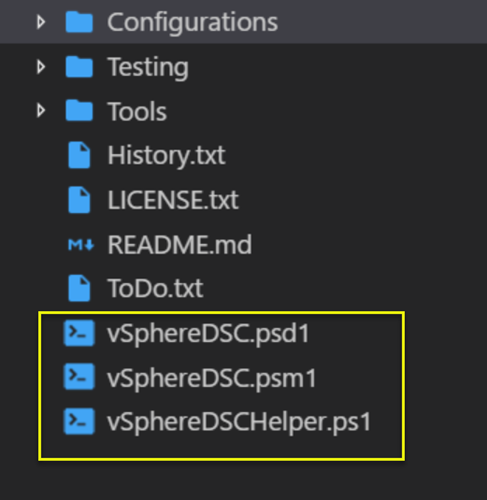 Configurations
Testing
Tools
History.txt
LICENSE.txt
M↓ README.md
ToDo.txt
vSphereDSC.psd1
vSphereDSC.psm1
vSphereDSCHelper.ps1